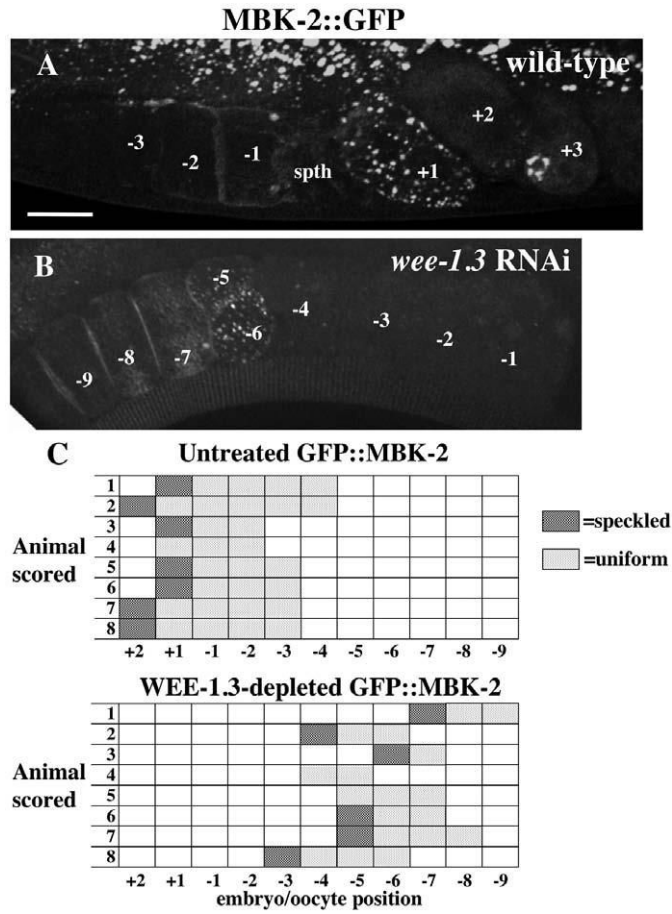 MBK-2::GFP
A
wild-type
-3
-2
-1
spth
+1
+2
+3
B
wee-1.3 RNAi
-9
-8
-7
-6
-5
-4
-3
-2
-1
C
Untreated GFP::MBK-2
Animal scored
1
2
3
4
5
6
7
8
+2 +1 -1 -2 -3 -4 -5 -6 -7 -8 -9
=speckled
=uniform
WEE-1.3-depleted GFP::MBK-2
Animal scored
1
2
3
4
5
6
7
8
+2 +1 -1 -2 -3 -4 -5 -6 -7 -8 -9
embryo/oocyte position